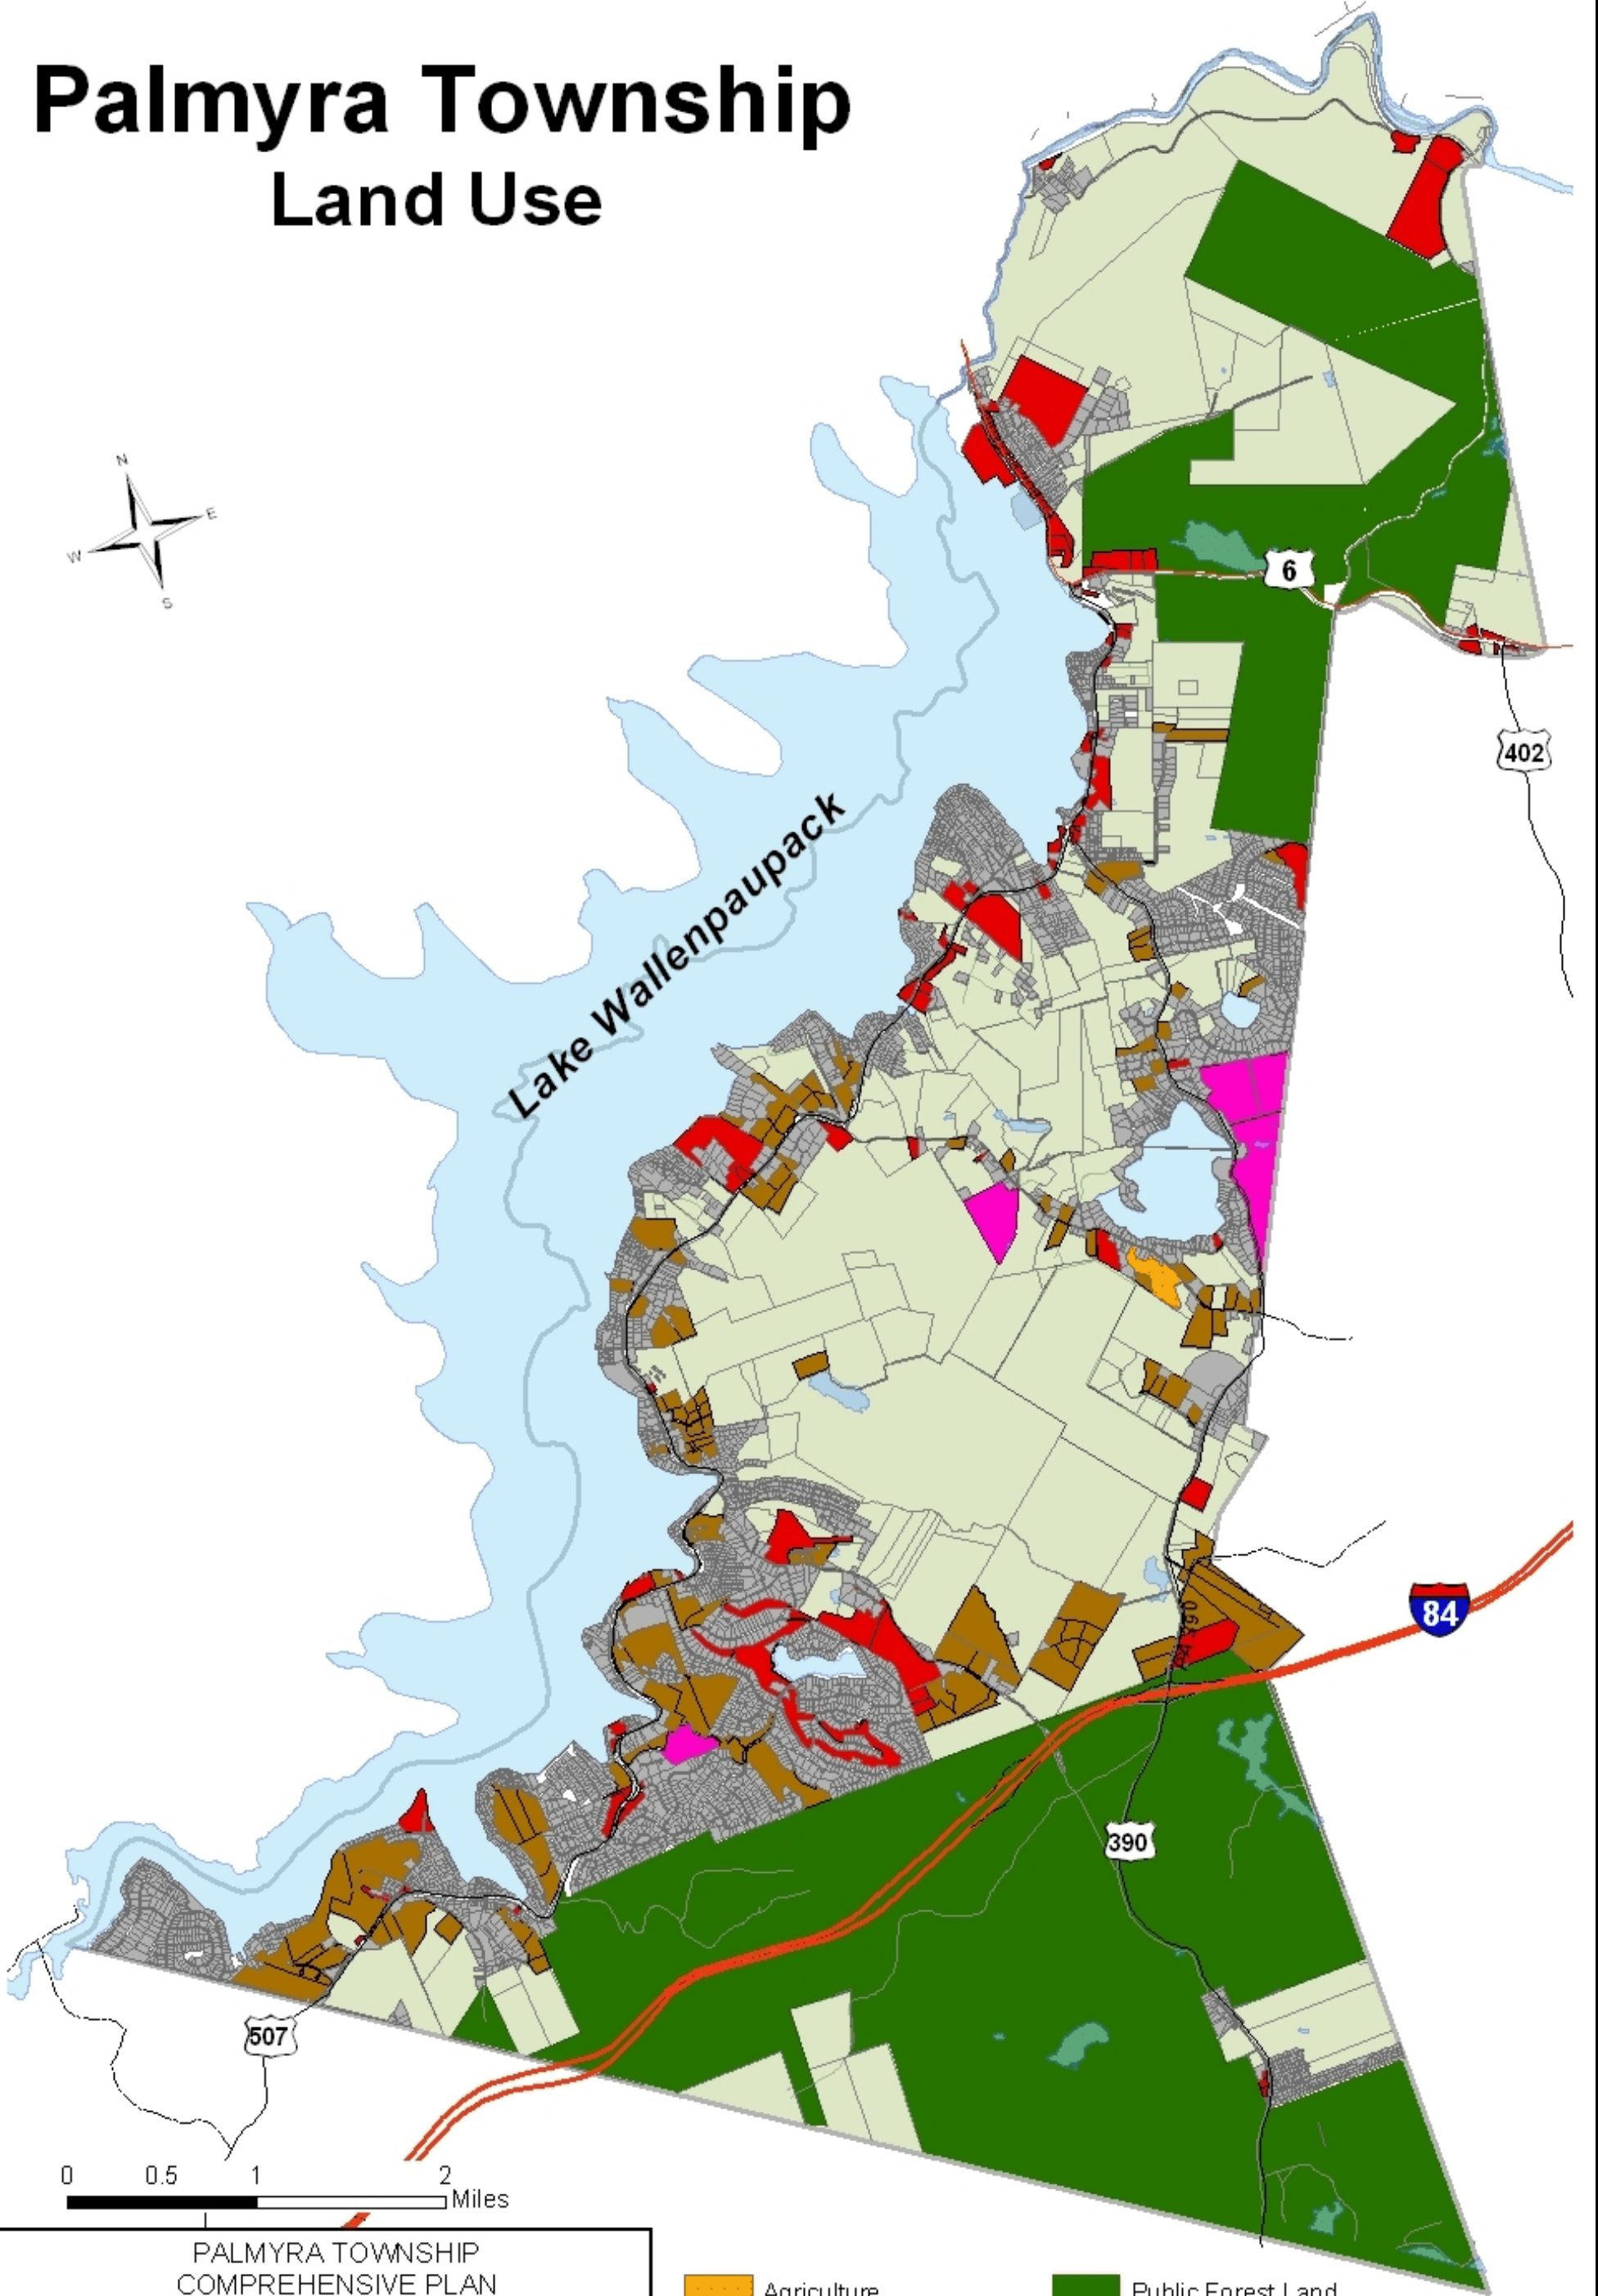 Palmyra Township
Land Use
N
E
W
S
6
402
Lake Wallenpaupack
84
390
507
0 0.5 1 2
Miles
PALMYRA TOWNSHIP
COMPREHENSIVE PLAN
Agriculture
Public Forest Land